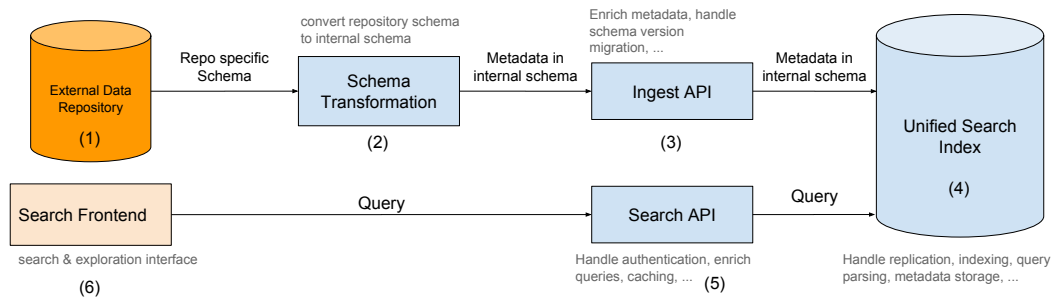 convert repository schema
to internal schema
Enrich metadata, handle
schema version
migration, ...
Repo specific
Schema
Metadata in
internal schema
Metadata in
internal schema
External Data
Repository
(1)
Schema
Transformation
(2)
Ingest API
(3)
Unified Search
Index
(4)
Search Frontend
Query
Search API
Query
search & exploration interface
(6)
Handle authentication, enrich
queries, caching, ...
(5)
Handle replication, indexing, query
parsing, metadata storage, ...